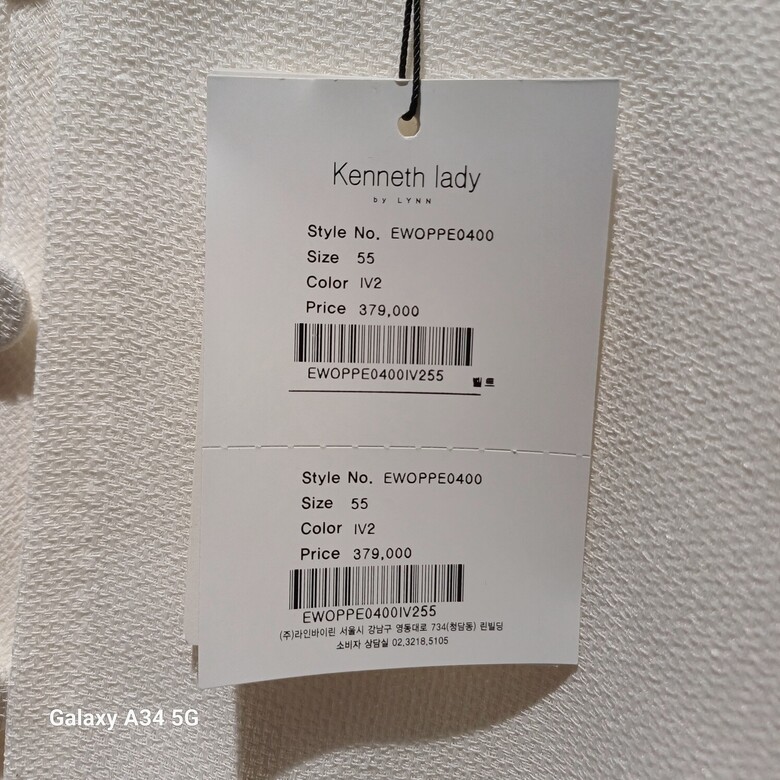 Kenneth lady
by LYNN
Style No. EWOPPE0400
Size 55
Color IV2
Price 379,000
EWOPPE0400IV255
벨트
Style No. EWOPPE0400
Size 55
Color IV2
Price 379,000
EWOPPE0400IV255
(주)라인바이린 서울시 강남구 영동대로 734(청담동) 린빌딩
소비자 상담실 02.3218.5105
Galaxy A34 5G